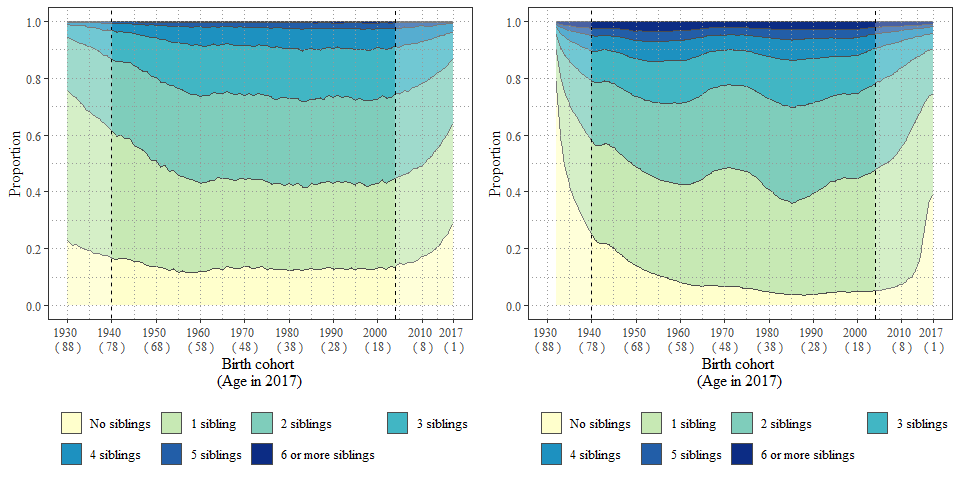 1.0
0.8
0.6
0.4
0.2
0.0
Proportion
1930 1940 1950 1960 1970 1980 1990 2000 2010 2017
( 88 ) ( 78 ) ( 68 ) ( 58 ) ( 48 ) ( 38 ) ( 28 ) ( 18 ) ( 8 ) ( 1 )
Birth cohort
(Age in 2017)
No siblings 1 sibling 2 siblings 3 siblings
4 siblings 5 siblings 6 or more siblings
1.0
0.8
0.6
0.4
0.2
0.0
Proportion
1930 1940 1950 1960 1970 1980 1990 2000 2010 2017
( 88 ) ( 78 ) ( 68 ) ( 58 ) ( 48 ) ( 38 ) ( 28 ) ( 18 ) ( 8 ) ( 1 )
Birth cohort
(Age in 2017)
No siblings 1 sibling 2 siblings 3 siblings
4 siblings 5 siblings 6 or more siblings